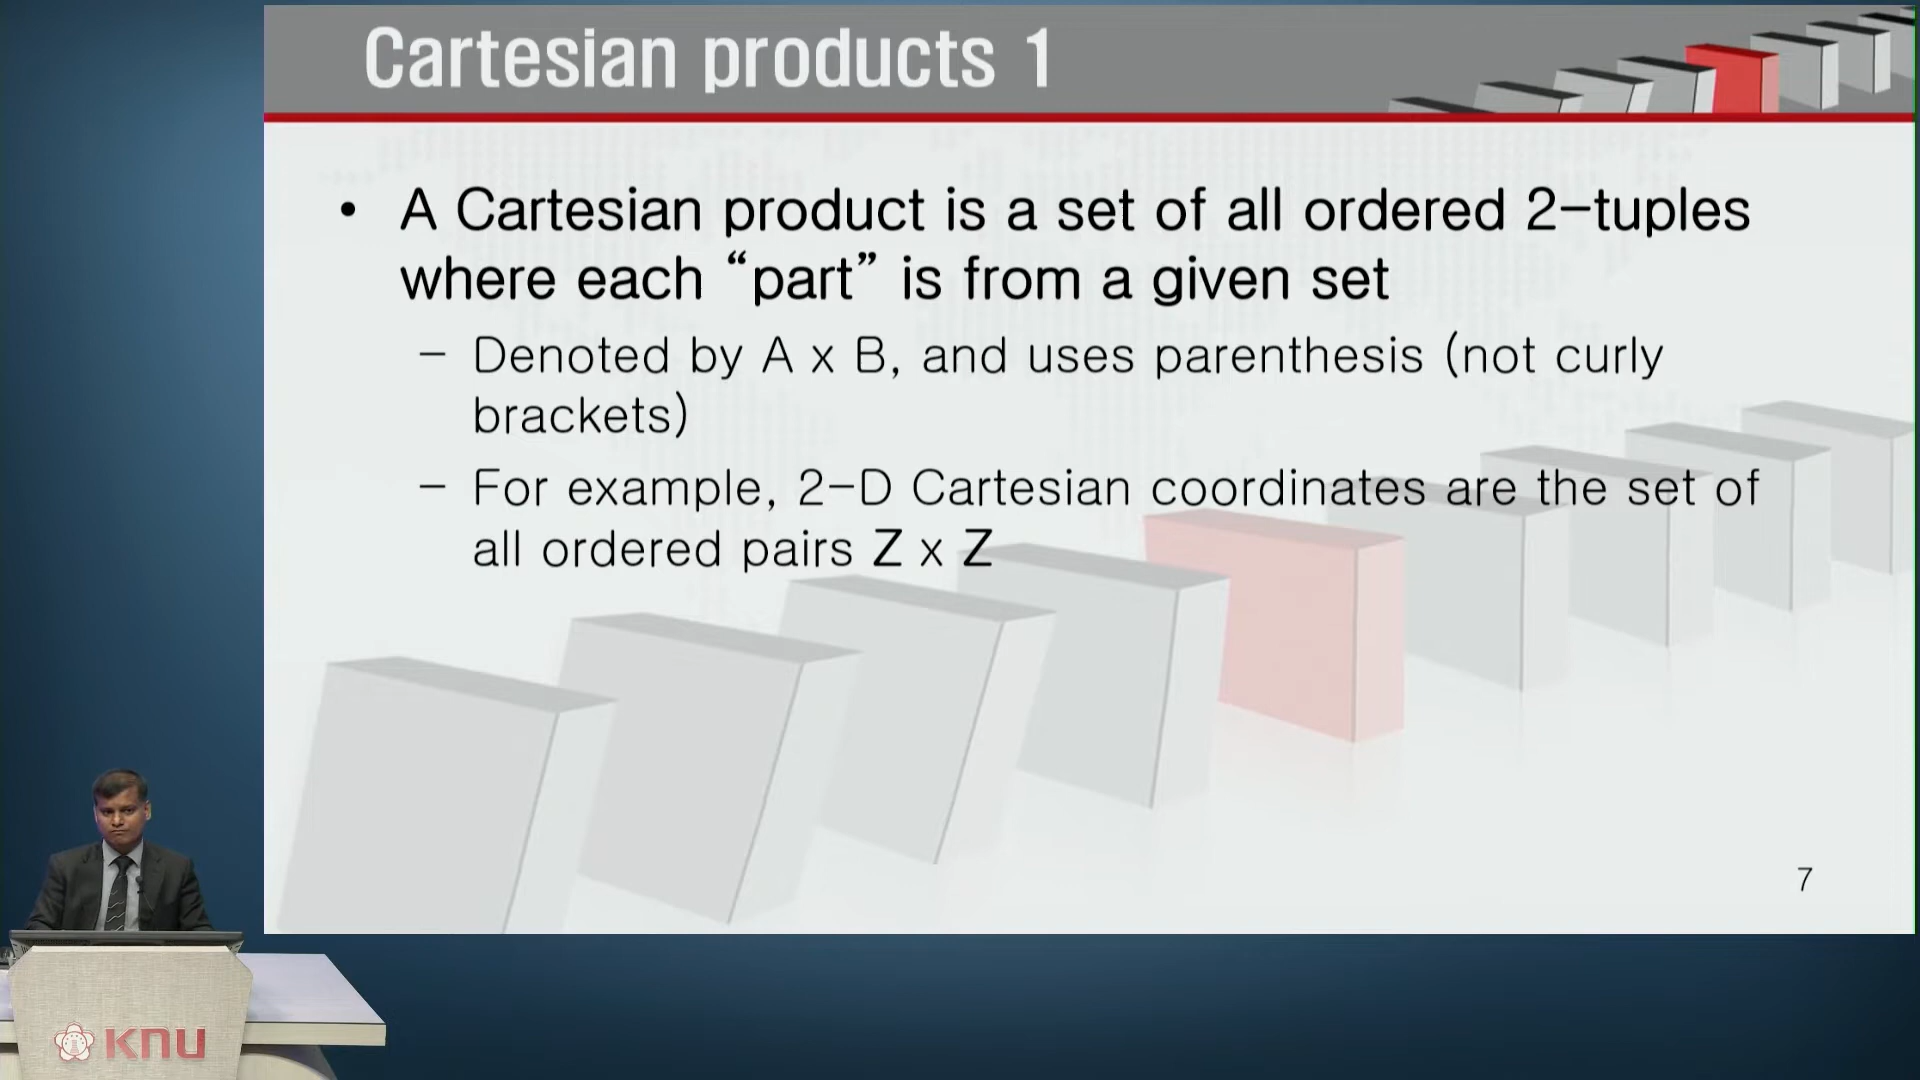 Cartesian products 1
• A Cartesian product is a set of all ordered 2-tuples
where each “part” is from a given set
– Denoted by A x B, and uses parenthesis (not curly
brackets)
– For example, 2-D Cartesian coordinates are the set of
all ordered pairs Z x Z
7
KNU